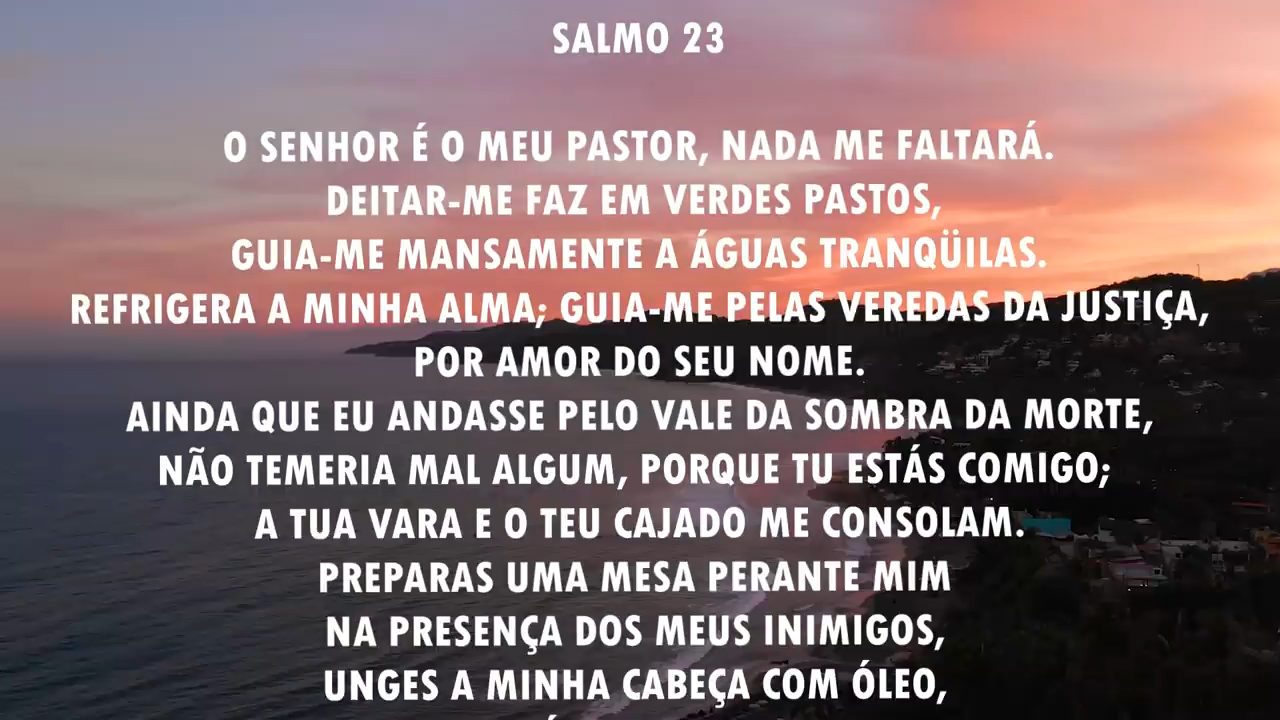 SALMO 23
O SENHOR É O MEU PASTOR, NADA ME FALTARÁ.
DEITAR-ME FAZ EM VERDES PASTOS,
GUIA-ME MANSAMENTE A ÁGUAS TRANQÜILAS.
REFRIGERA A MINHA ALMA; GUIA-ME PELAS VEREDAS DA JUSTIÇA,
POR AMOR DO SEU NOME.
AINDA QUE EU ANDASSE PELO VALE DA SOMBRA DA MORTE,
NÃO TEMERIA MAL ALGUM, PORQUE TU ESTÁS COMIGO;
A TUA VARA E O TEU CAJADO ME CONSOLAM.
PREPARAS UMA MESA PERANTE MIM
NA PRESENÇA DOS MEUS INIMIGOS,
UNGES A MINHA CABEÇA COM ÓLEO,